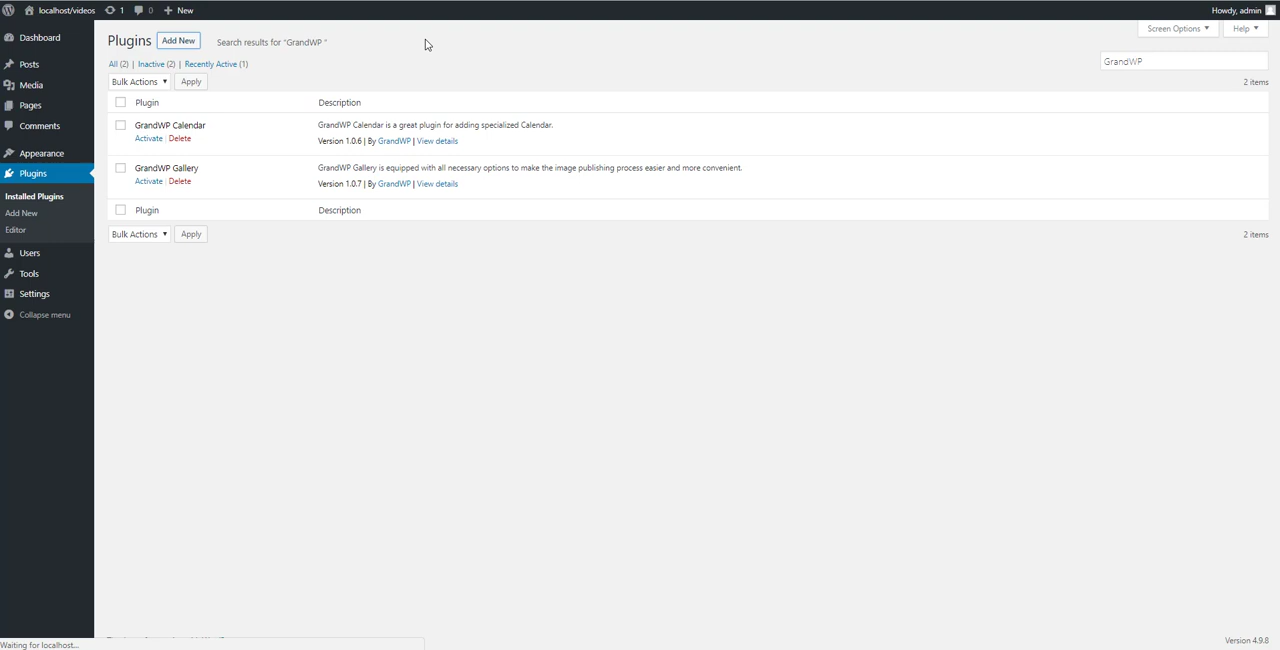 localhost/videos 1 0 + New Howdy, admin
Dashboard
Posts
Media
Pages
Comments
Appearance
Plugins
Installed Plugins
Add New
Editor
Users
Tools
Settings
Collapse menu
Screen Options ▼ Help ▼
Plugins Add New Search results for "GrandWP "
All (2) | Inactive (2) | Recently Active (1)
GrandWP
Bulk Actions ▼ Apply 2 items
Plugin Description
GrandWP Calendar GrandWP Calendar is a great plugin for adding specialized Calendar.
Activate | Delete Version 1.0.6 | By GrandWP | View details
GrandWP Gallery GrandWP Gallery is equipped with all necessary options to make the image publishing process easier and more convenient.
Activate | Delete Version 1.0.7 | By GrandWP | View details
Plugin Description
Bulk Actions ▼ Apply 2 items
Version 4.9.8
Waiting for localhost...